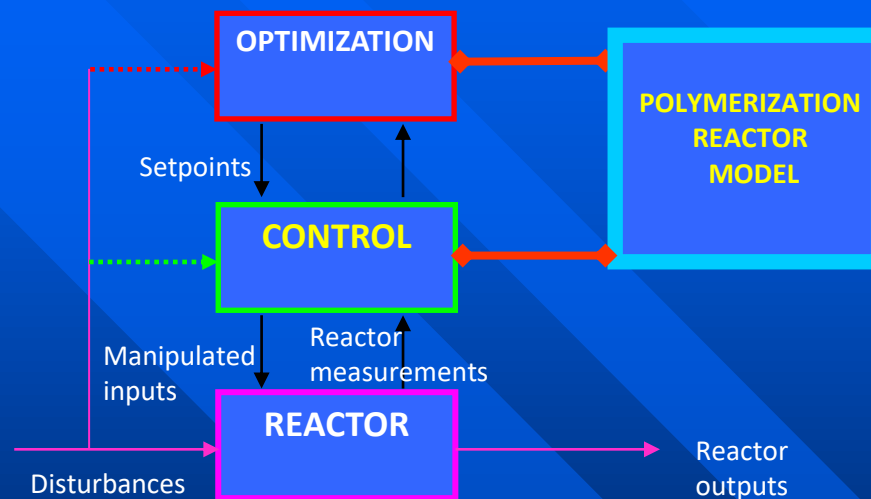 OPTIMIZATION
POLYMERIZATION
REACTOR
MODEL
Setpoints
CONTROL
Manipulated
inputs
Reactor
measurements
REACTOR
Disturbances
Reactor
outputs